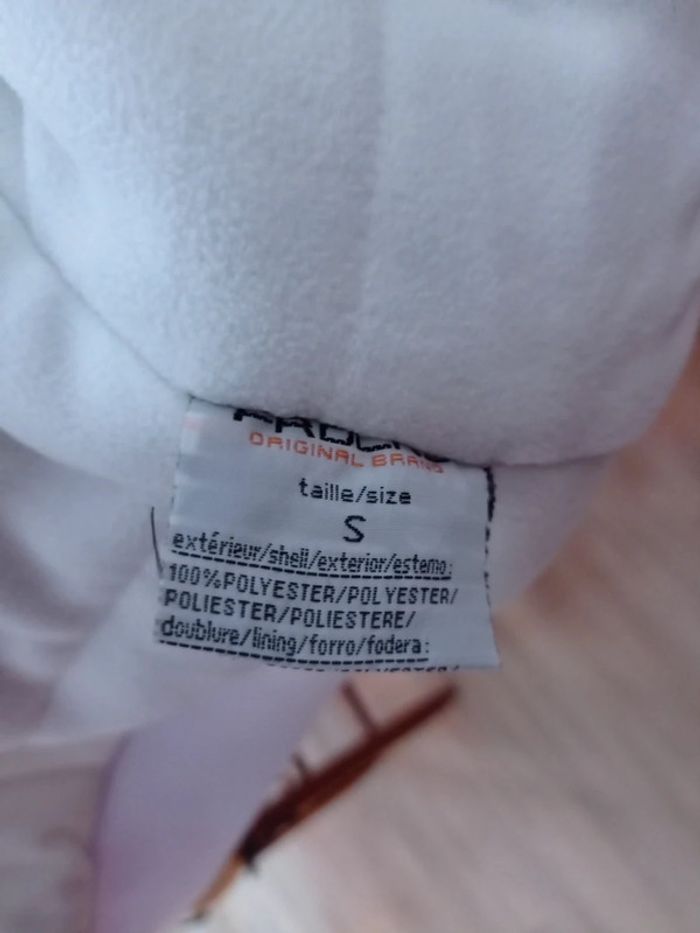 ORIGINAL BRAND
taille/size
S
extérieur/shell/exterior/esterno:
100%POLYESTER/POLYESTER/
POLIESTER/POLIESTERE/
doublure/lining/forro/fodera: